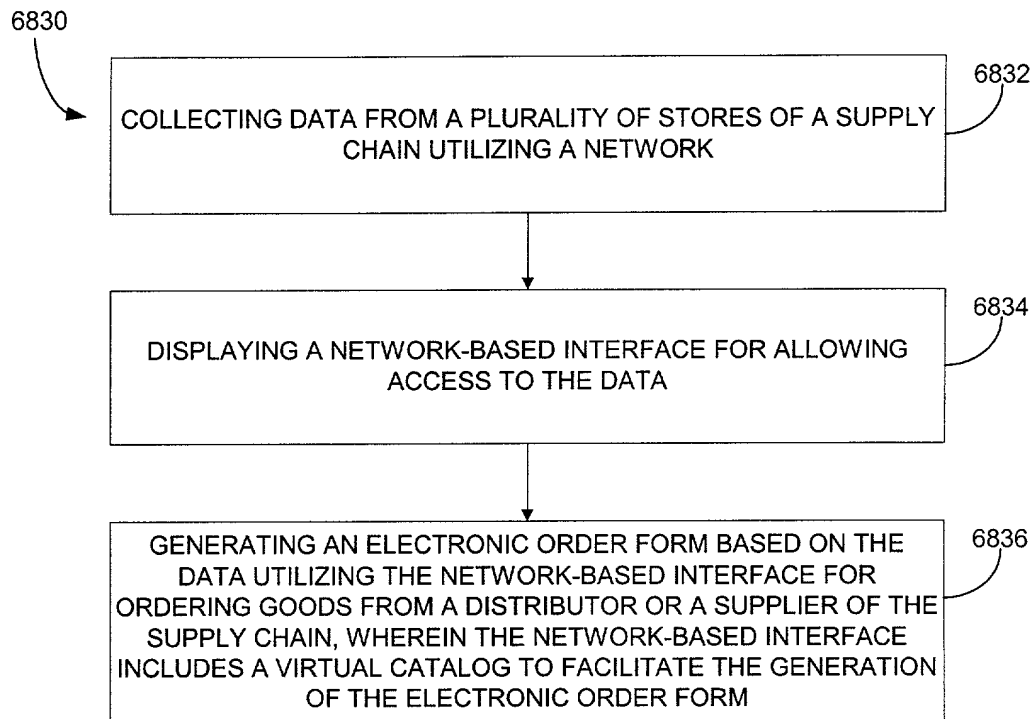 6830
6832
COLLECTING DATA FROM A PLURALITY OF STORES OF A SUPPLY
CHAIN UTILIZING A NETWORK
6834
DISPLAYING A NETWORK-BASED INTERFACE FOR ALLOWING
ACCESS TO THE DATA
6836
GENERATING AN ELECTRONIC ORDER FORM BASED ON THE
DATA UTILIZING THE NETWORK-BASED INTERFACE FOR
ORDERING GOODS FROM A DISTRIBUTOR OR A SUPPLIER OF THE
SUPPLY CHAIN, WHEREIN THE NETWORK-BASED INTERFACE
INCLUDES A VIRTUAL CATALOG TO FACILITATE THE GENERATION
OF THE ELECTRONIC ORDER FORM